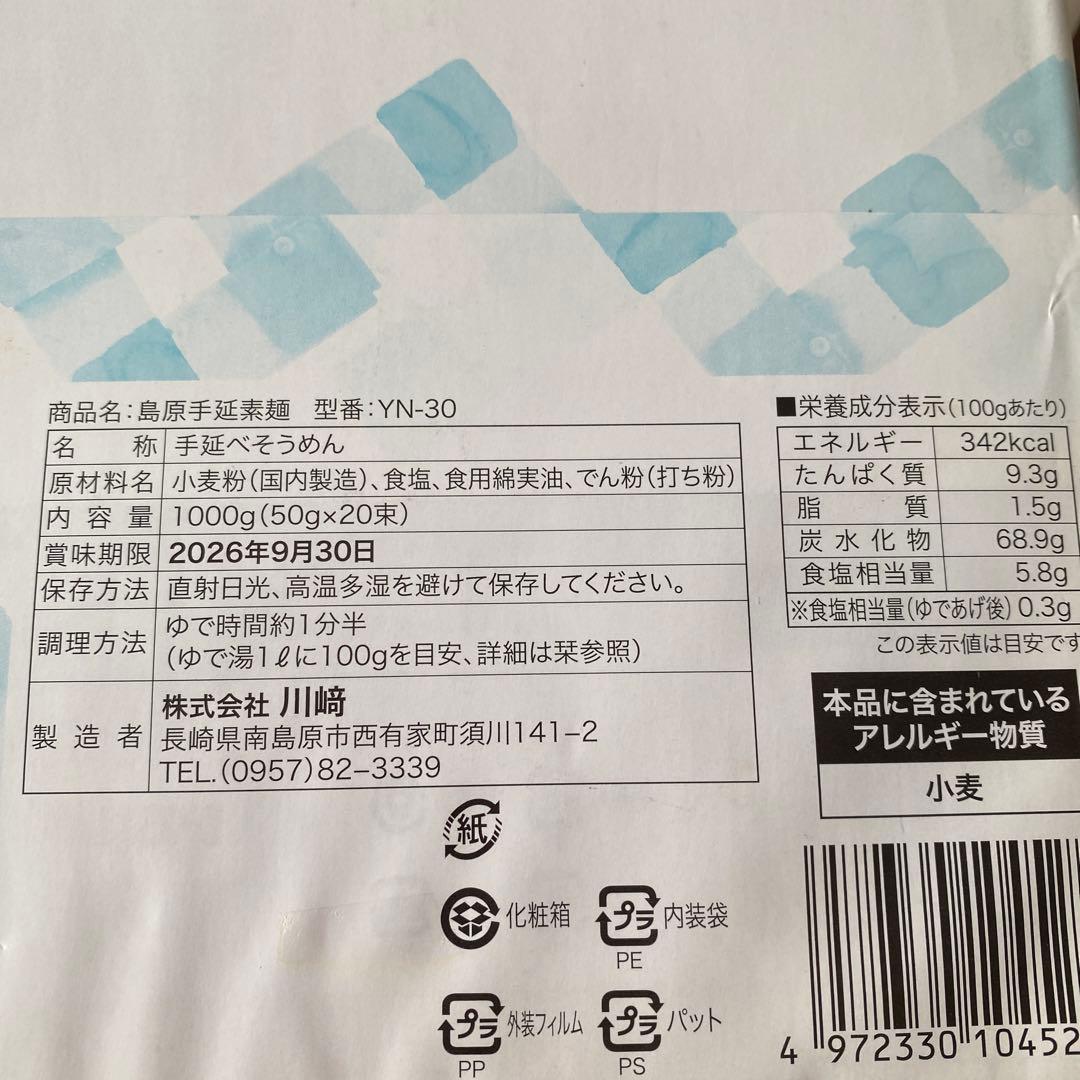 商品名：島原手延素麺　型番：YN-30
名称 手延べそうめん
原材料名 小麦粉（国内製造）、食塩、食用綿実油、でん粉（打ち粉）
内容量 1000g（50g×20束）
賞味期限 2026年9月30日
保存方法 直射日光、高温多湿を避けて保存してください。
調理方法 ゆで時間約1分半
（ゆで湯1ℓに100gを目安、詳細は栞参照）
製造者 株式会社 川﨑
長崎県南島原市西有家町須川141−2
TEL.（0957）82−3339
■栄養成分表示（100gあたり）
エネルギー 342kcal
たんぱく質 9.3g
脂質 1.5g
炭水化物 68.9g
食塩相当量 5.8g
※食塩相当量（ゆであげ後）0.3g
この表示値は目安です
本品に含まれている
アレルギー物質
小麦
紙
化粧箱
プラ 内装袋
PE
プラ 外装フィルム
PP
プラ パット
PS
4 972330 10452